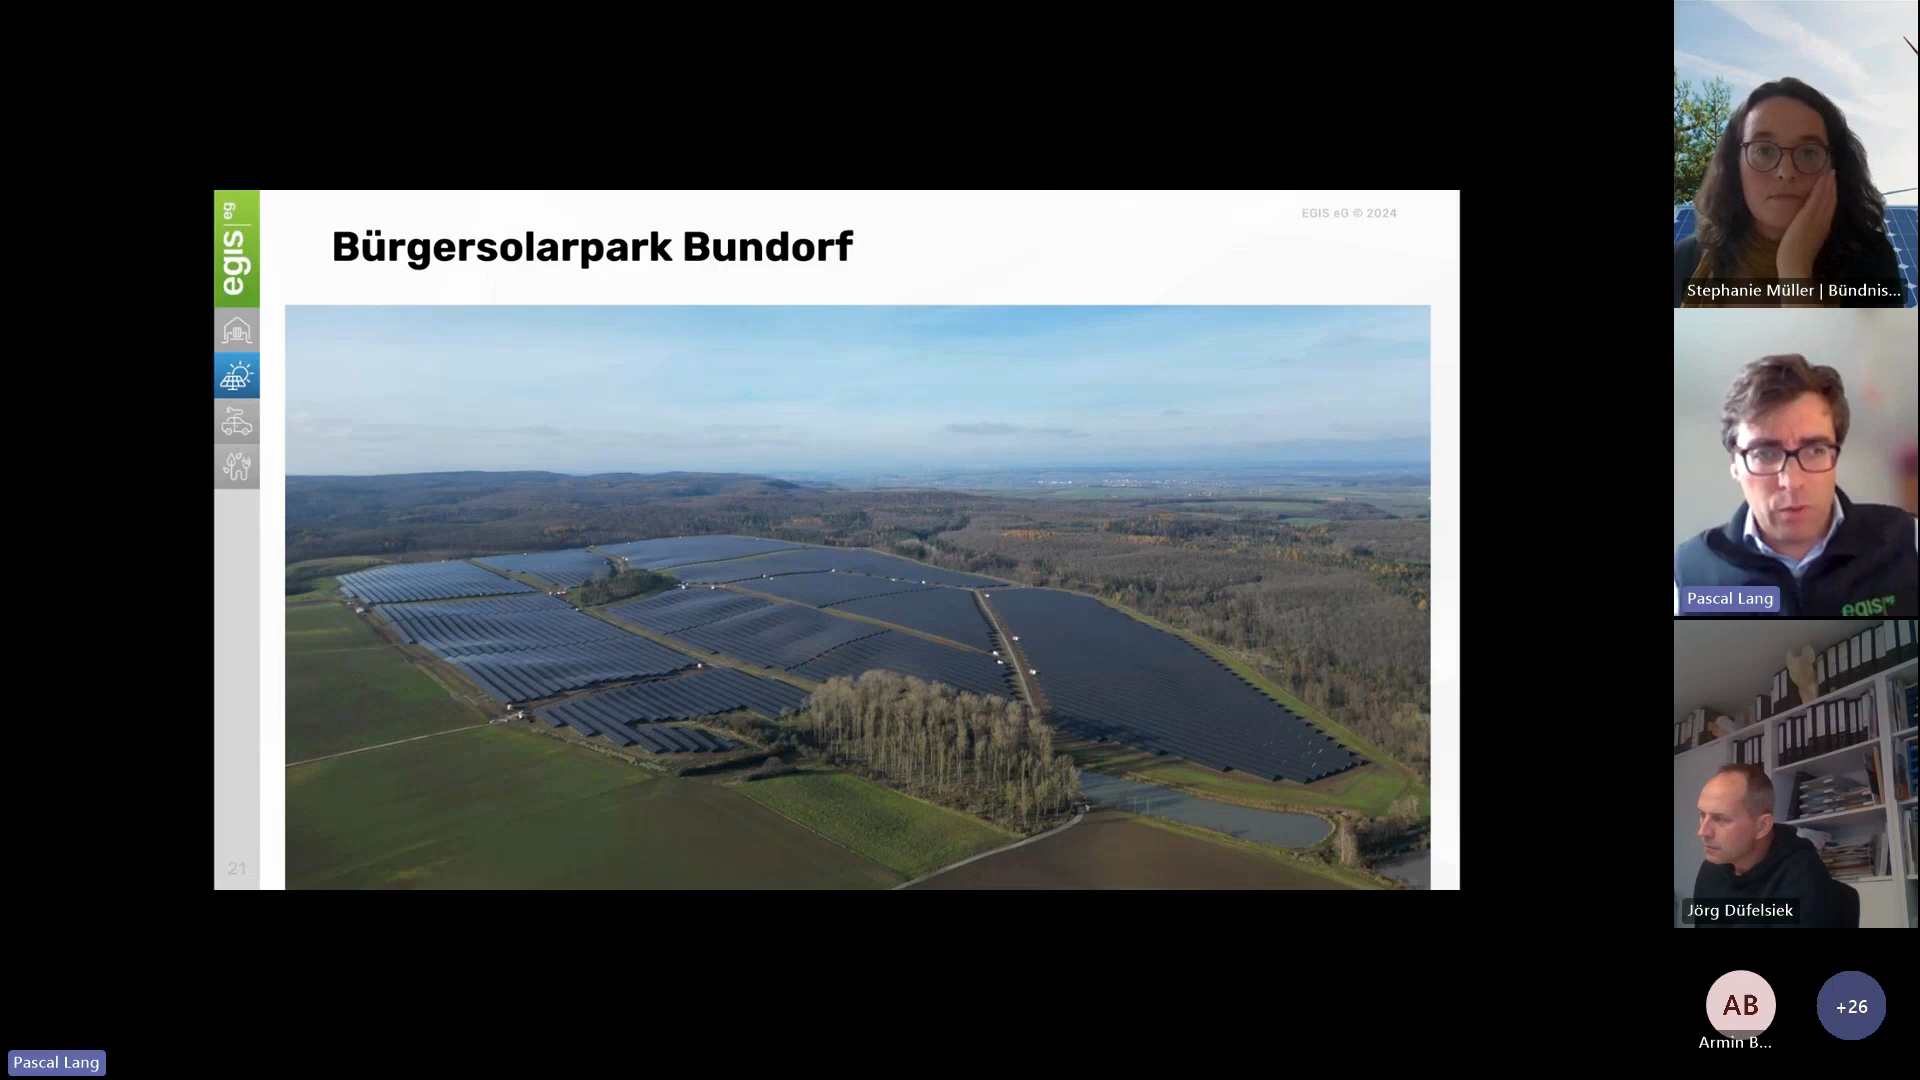 egis eg
EGIS eG © 2024
Bürgersolarpark Bundorf
21
Stephanie Müller | Bündnis...
Pascal Lang
egis eg
Jörg Düfelsiek
AB
+26
Armin B...
Pascal Lang